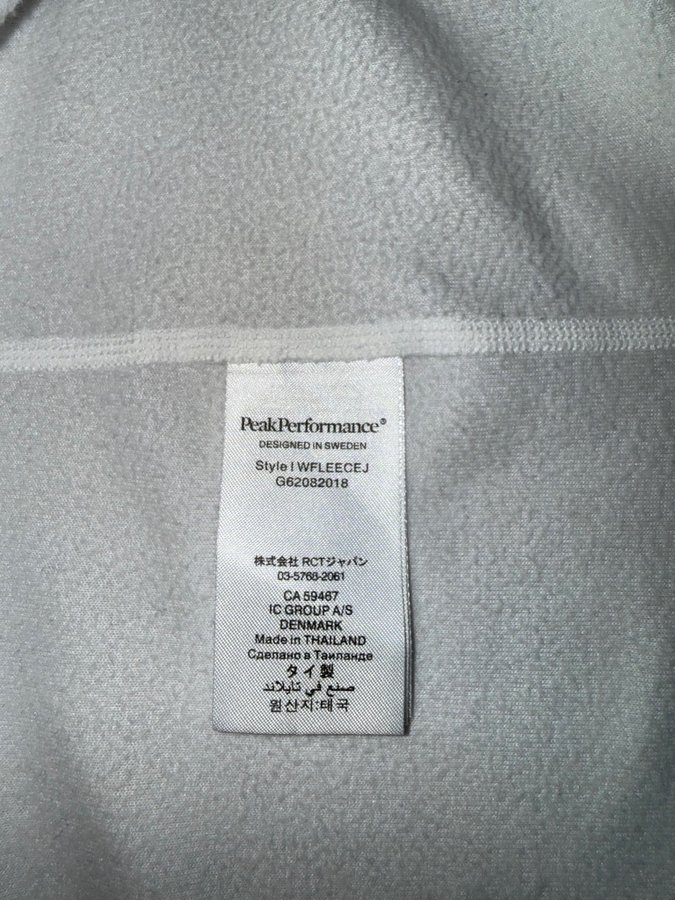 PeakPerformance®
DESIGNED IN SWEDEN
Style I WFLEECEJ
G62082018
株式会社 RCTジャパン
03-5768-2061
CA 59467
IC GROUP A/S
DENMARK
Made in THAILAND
Сделано в Таиланде
タイ製
صنع في تايلاند
원산지:태국